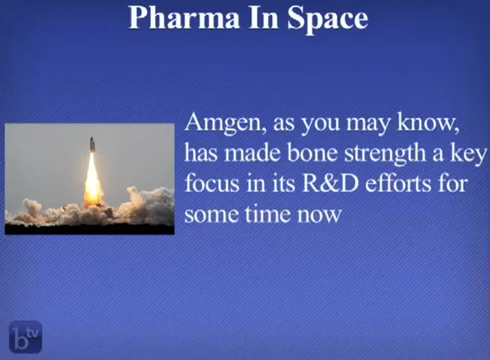 Pharma In Space
Amgen, as you may know,
has made bone strength a key
focus in its R&D efforts for
some time now
btv